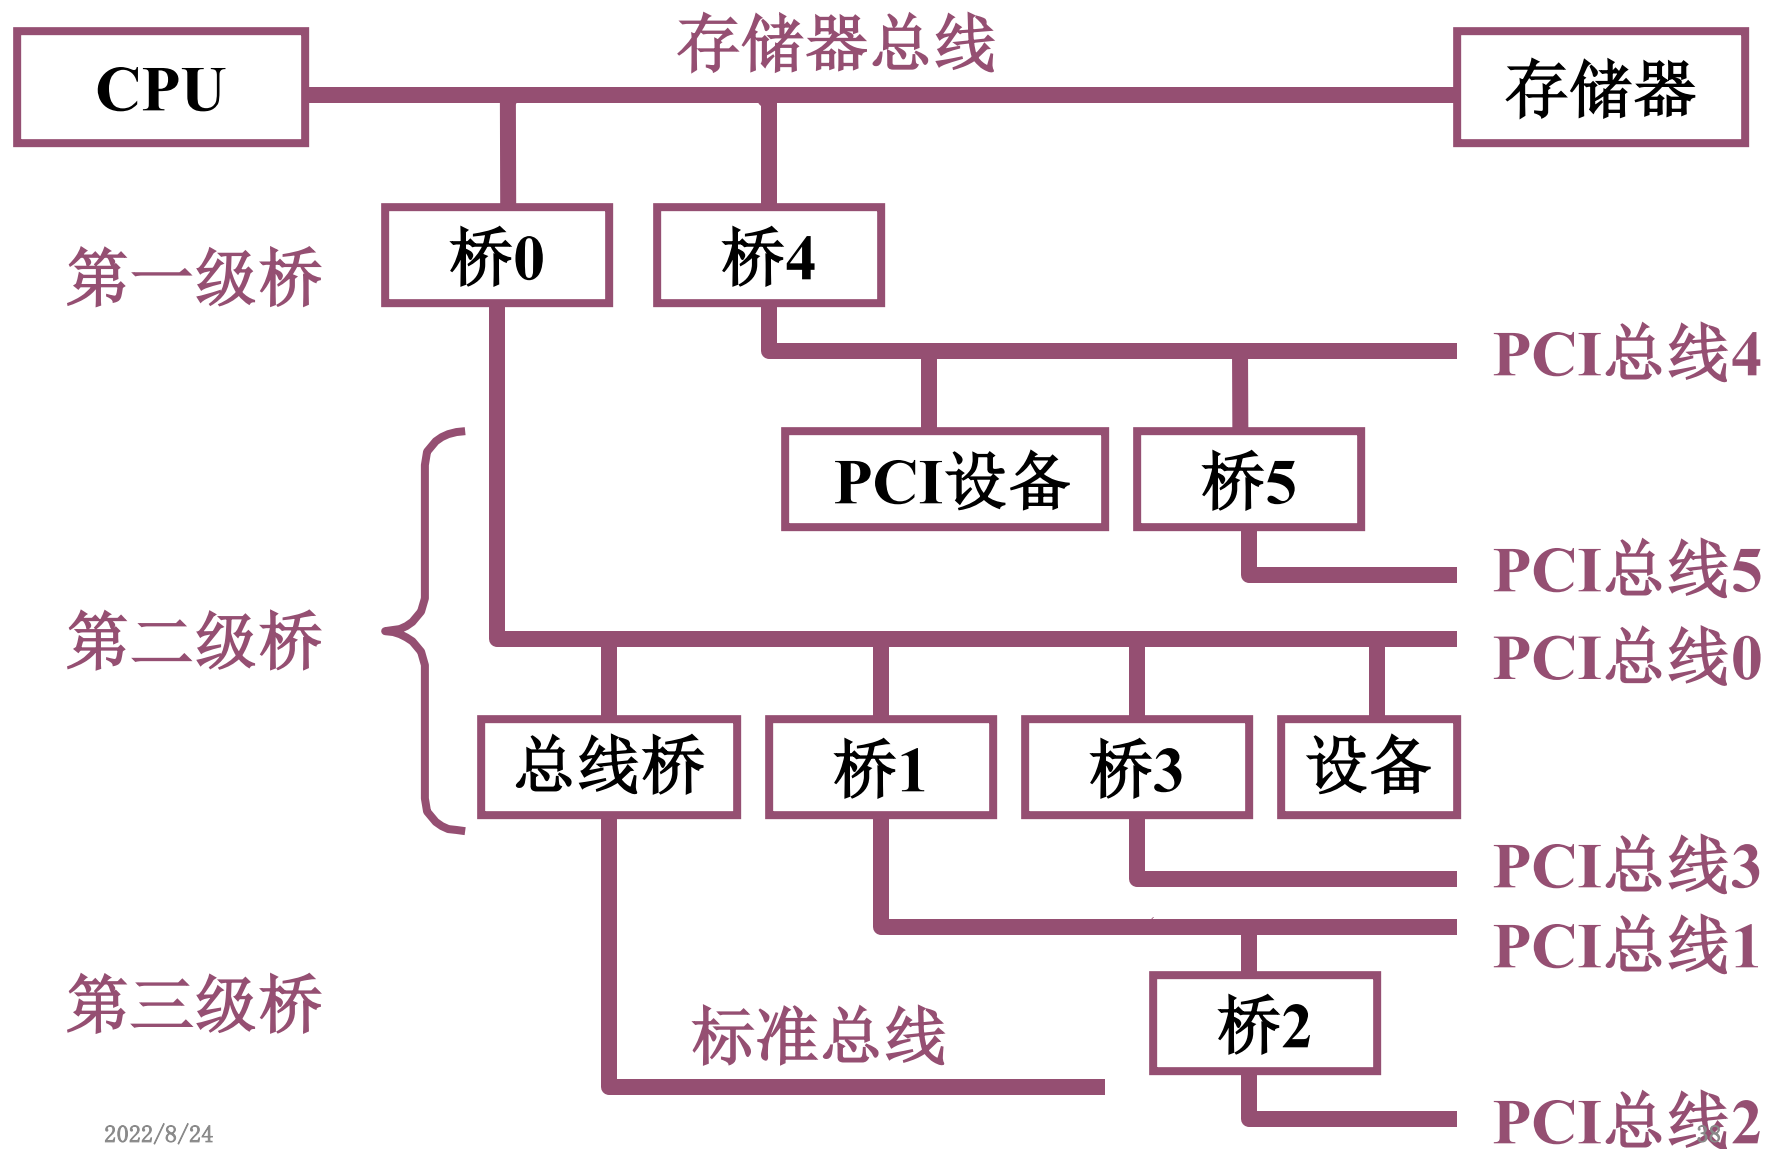 存储器总线
CPU
存储器
桥0
桥4
第一级桥
PCI总线4
PCI设备
桥5
PCI总线5
第二级桥
PCI总线0
总线桥
桥1
桥3
设备
PCI总线3
PCI总线1
第三级桥
标准总线
桥2
PCI总线2
2022/8/24
38